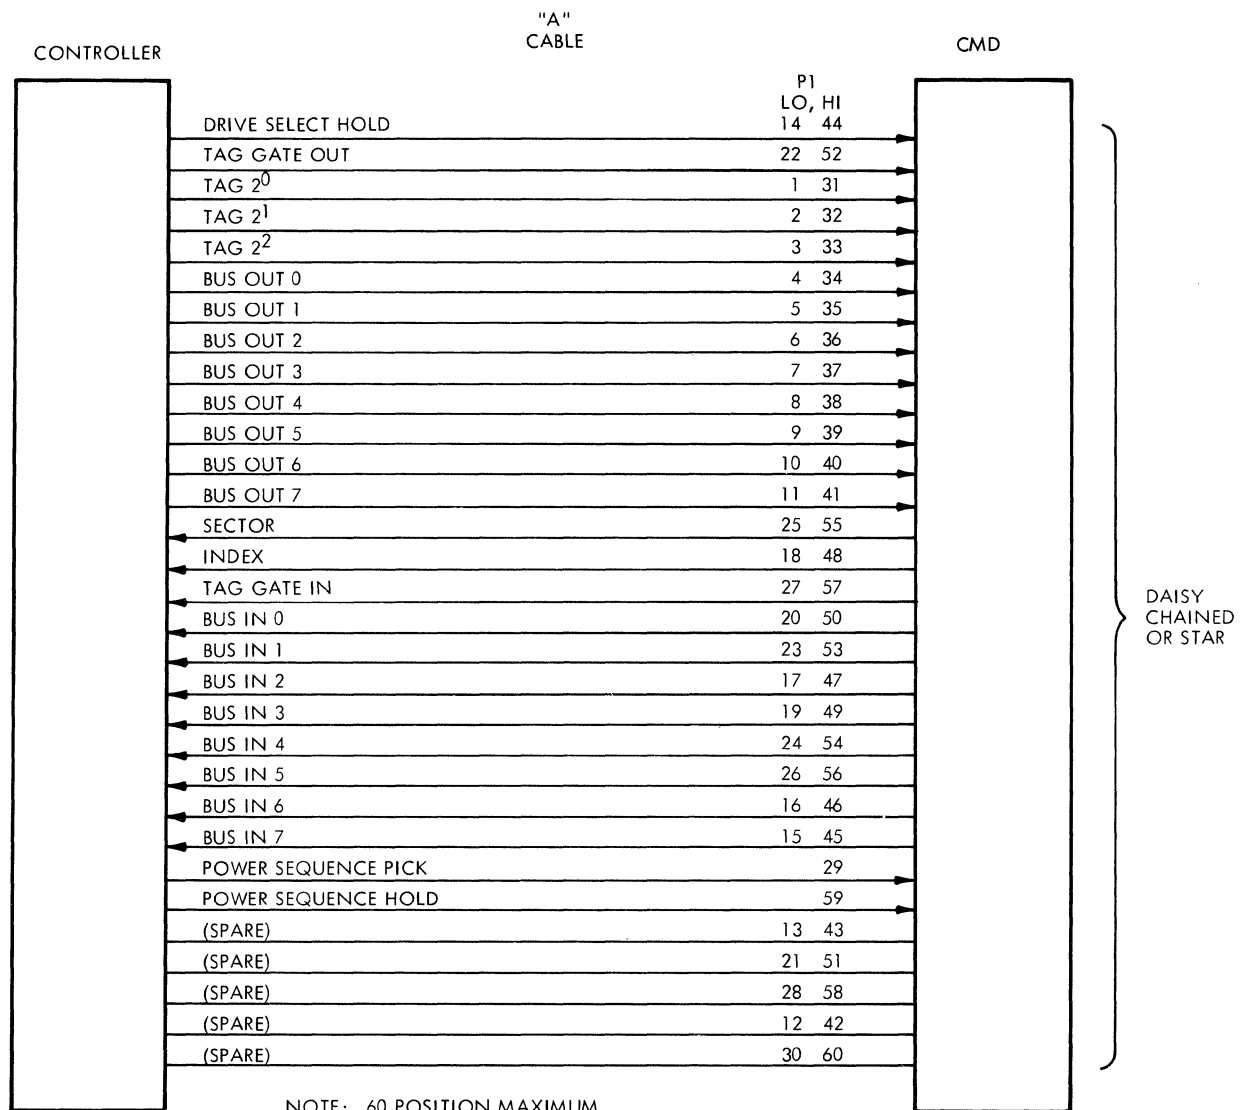 "A"
CABLE
CONTROLLER
CMD
P1
LO, HI
DRIVE SELECT HOLD 14 44
TAG GATE OUT 22 52
TAG 2⁰ 1 31
TAG 2¹ 2 32
TAG 2² 3 33
BUS OUT 0 4 34
BUS OUT 1 5 35
BUS OUT 2 6 36
BUS OUT 3 7 37
BUS OUT 4 8 38
BUS OUT 5 9 39
BUS OUT 6 10 40
BUS OUT 7 11 41
SECTOR 25 55
INDEX 18 48
TAG GATE IN 27 57
BUS IN 0 20 50
BUS IN 1 23 53
BUS IN 2 17 47
BUS IN 3 19 49
BUS IN 4 24 54
BUS IN 5 26 56
BUS IN 6 16 46
BUS IN 7 15 45
POWER SEQUENCE PICK 29
POWER SEQUENCE HOLD 59
(SPARE) 13 43
(SPARE) 21 51
(SPARE) 28 58
(SPARE) 12 42
(SPARE) 30 60
DAISY
CHAINED
OR STAR
NOTE: 60 POSITION MAXIMUM